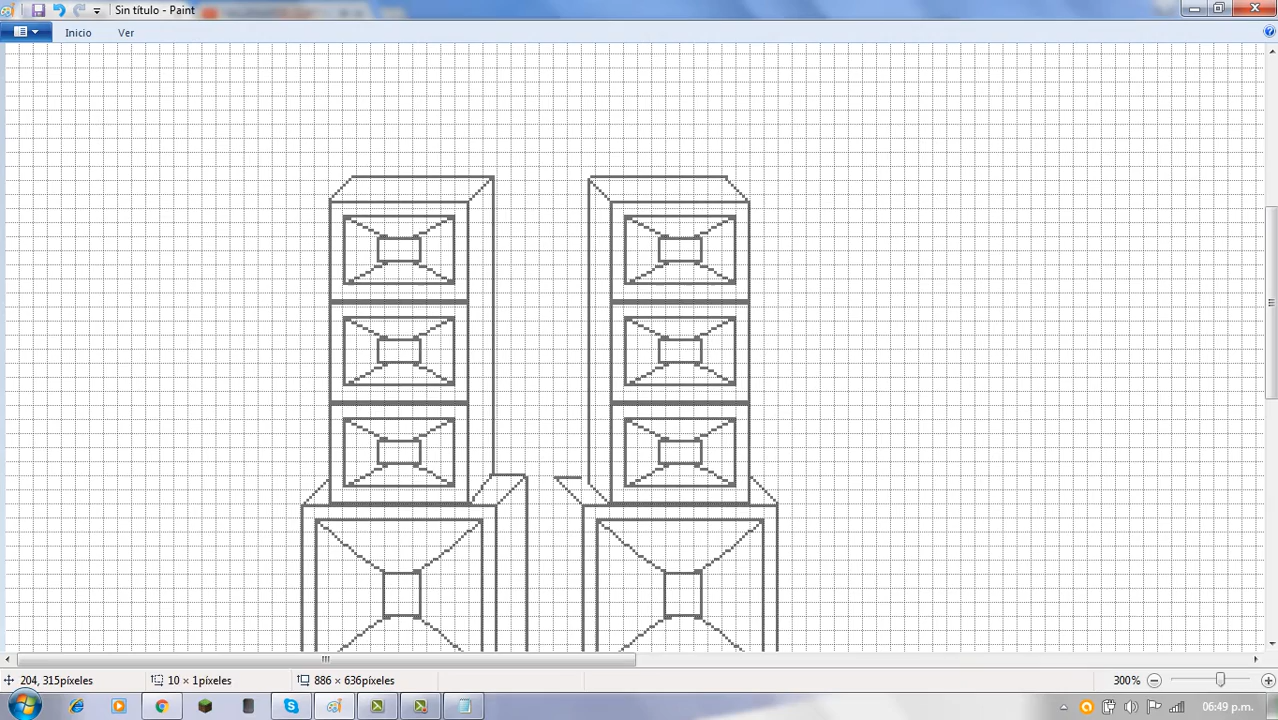 Sin título - Paint
Inicio Ver
204, 315píxeles 10 × 1píxeles 886 × 636píxeles 300%
06:49 p.m.